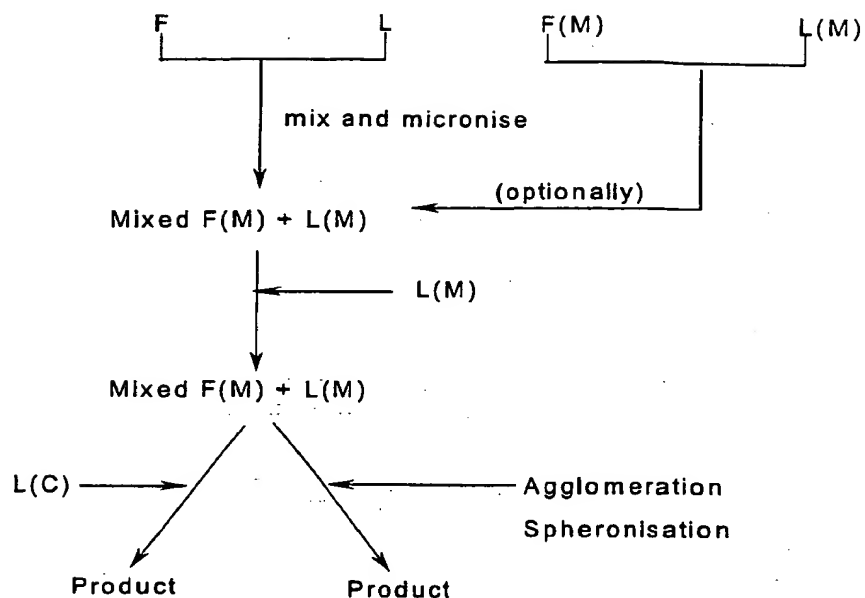 F L F(M) L(M)
mix and micronise
(optionally)
Mixed F(M) + L(M)
L(M)
Mixed F(M) + L(M)
L(C) Agglomeration
Spheronisation
Product Product